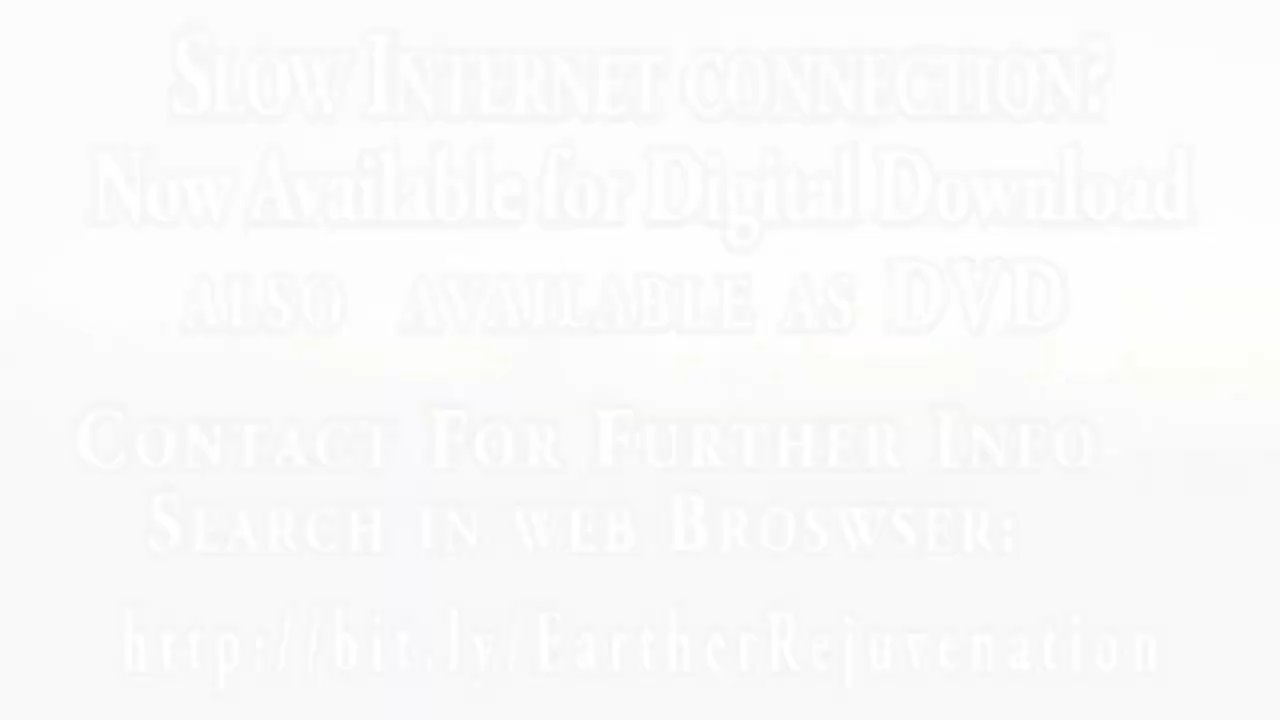 Slow Internet connection?
Now Available for Digital Download
also available as DVD
Contact For Further Info
Search in web Broswser:
http://bit.ly/EartherRejuvenation